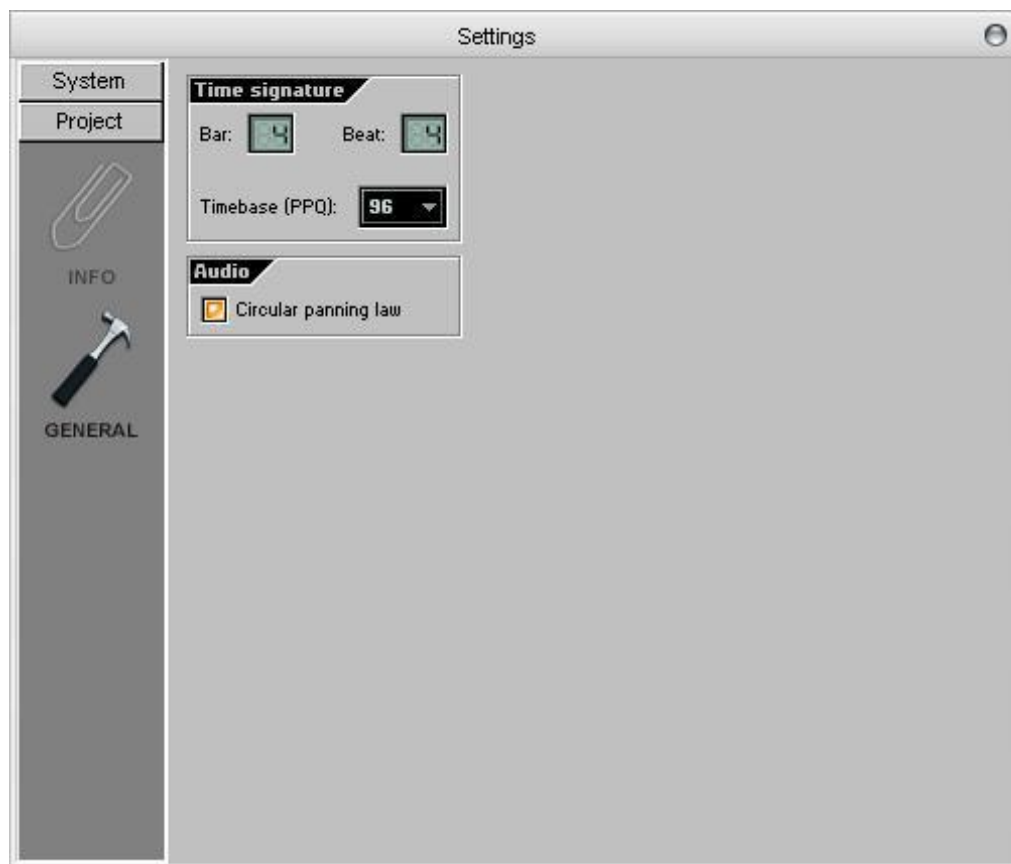 Settings
System
Project
INFO
GENERAL
Time signature
Bar: 4 Beat: 4
Timebase (PPQ): 96
Audio
Circular panning law